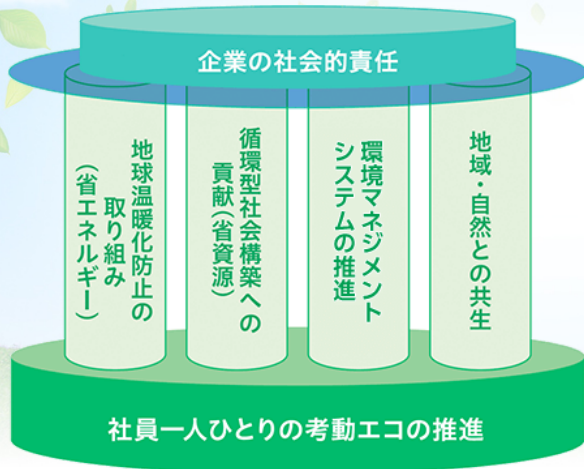 企業の社会的責任
地球温暖化防止の
取り組み
(省エネルギー)
循環型社会構築への
貢献(省資源)
環境マネジメント
システムの推進
地域・自然との共生
社員一人ひとりの考動エコの推進